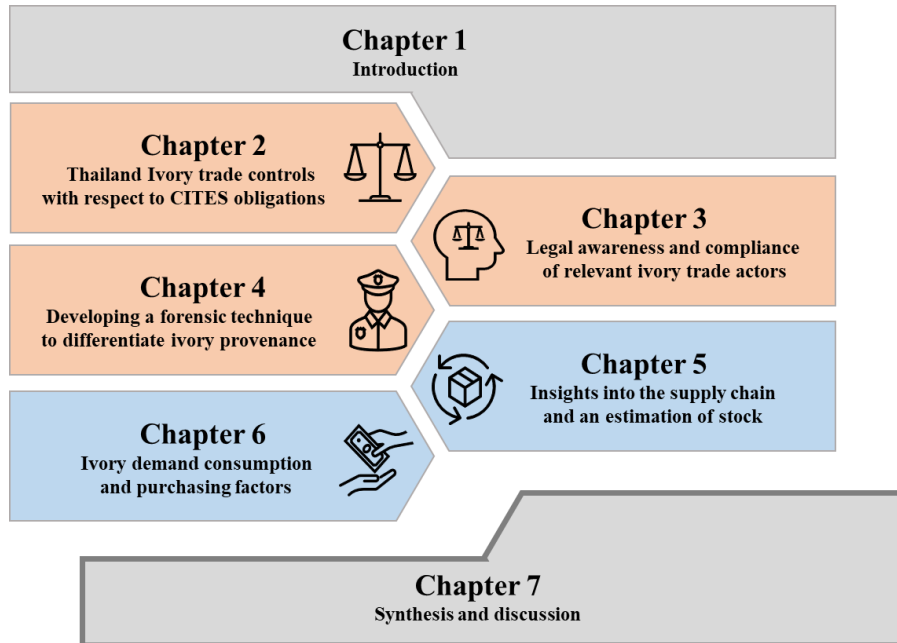 Chapter 1
Introduction
Chapter 2
Thailand Ivory trade controls
with respect to CITES obligations
Chapter 3
Legal awareness and compliance
of relevant ivory trade actors
Chapter 4
Developing a forensic technique
to differentiate ivory provenance
Chapter 5
Insights into the supply chain
and an estimation of stock
Chapter 6
Ivory demand consumption
and purchasing factors
Chapter 7
Synthesis and discussion